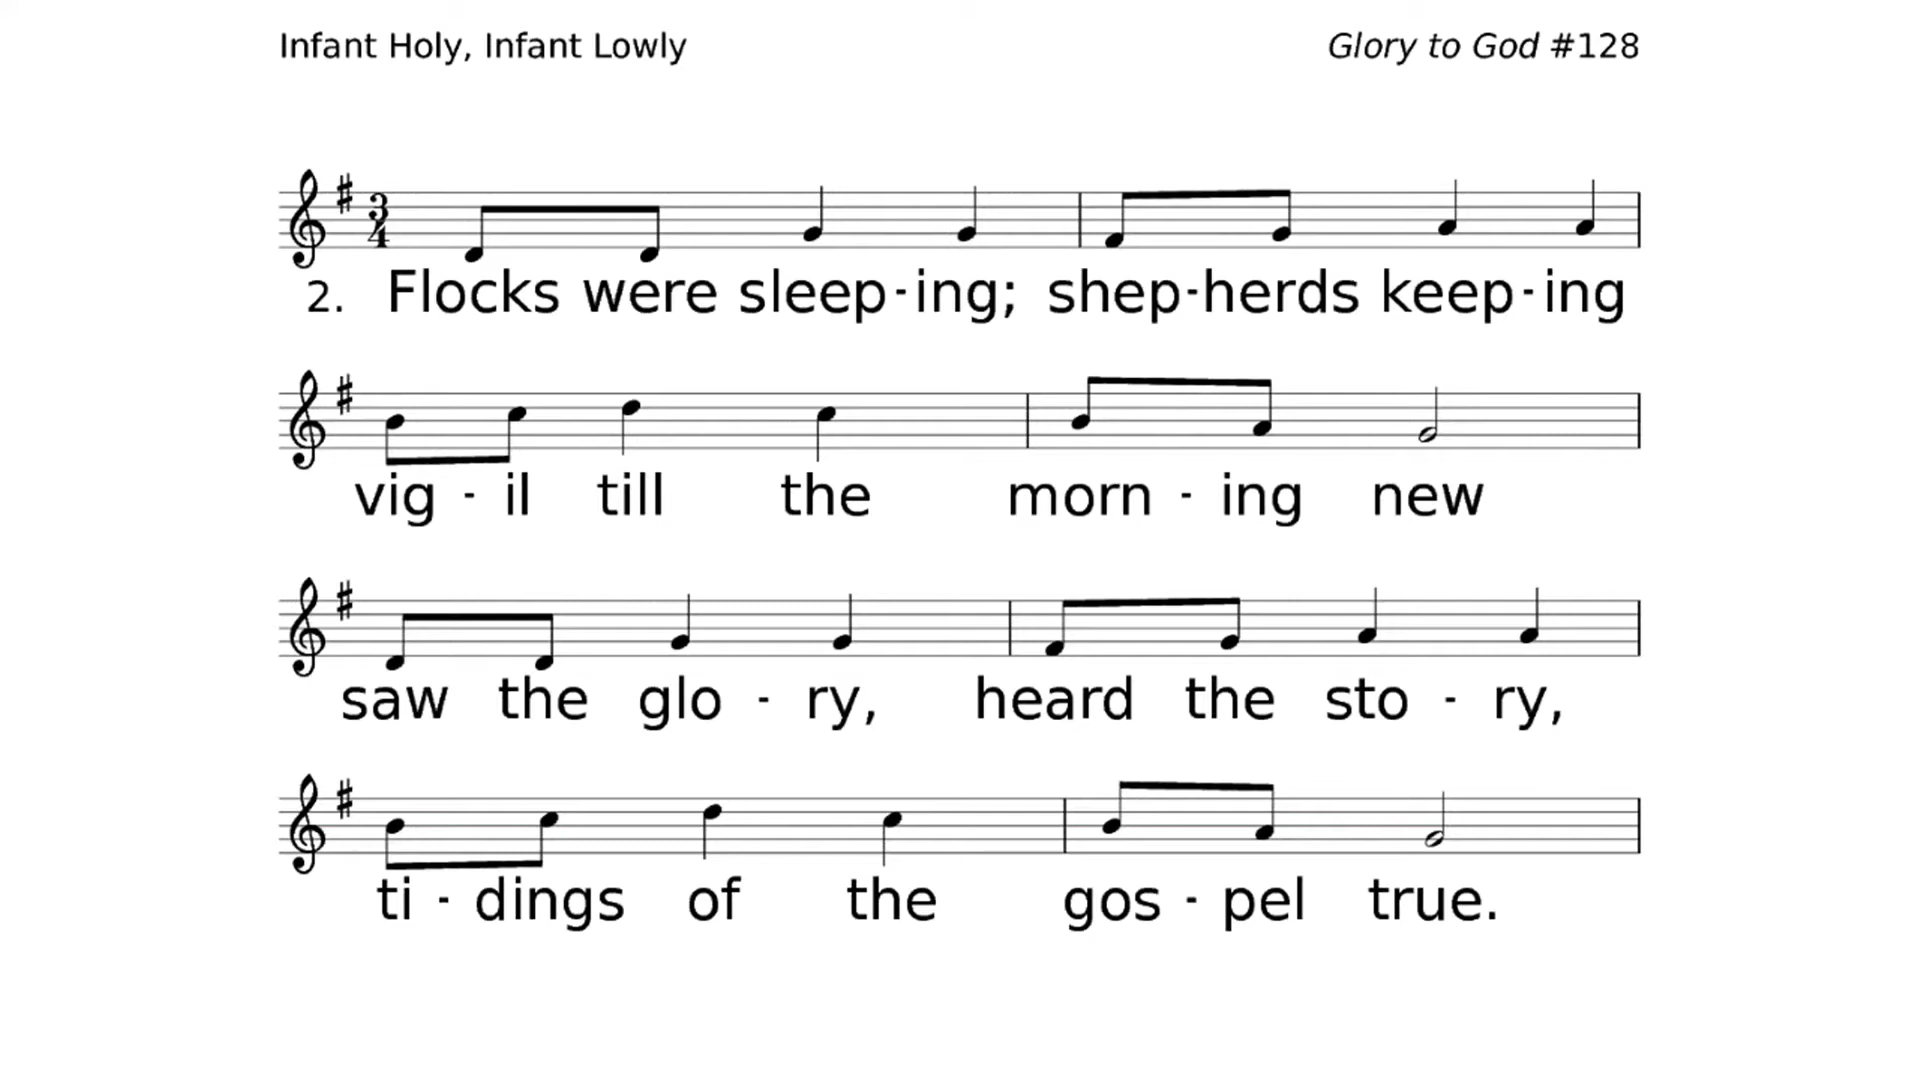 Infant Holy, Infant Lowly Glory to God #128
2. Flocks were sleep-ing; shep-herds keep-ing
vig - il till the morn - ing new
saw the glo - ry, heard the sto - ry,
ti - dings of the gos - pel true.